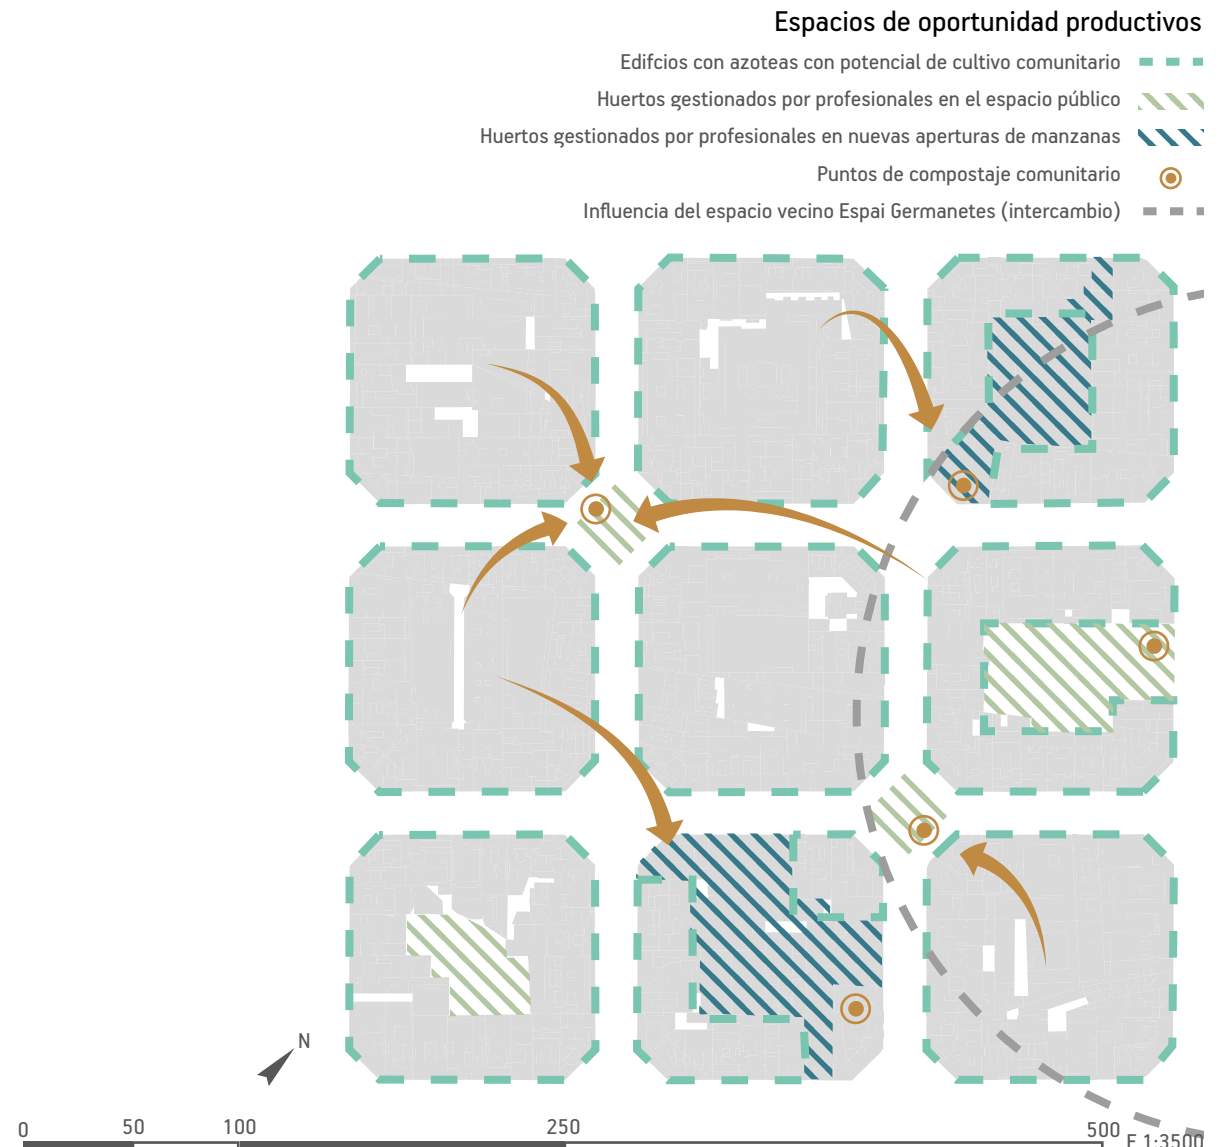 Espacios de oportunidad productivos
Edifcios con azoteas con potencial de cultivo comunitario
Huertos gestionados por profesionales en el espacio público
Huertos gestionados por profesionales en nuevas aperturas de manzanas
Puntos de compostaje comunitario
Influencia del espacio vecino Espai Germanetes (intercambio)
N
0 50 100 250 500
E 1:3500